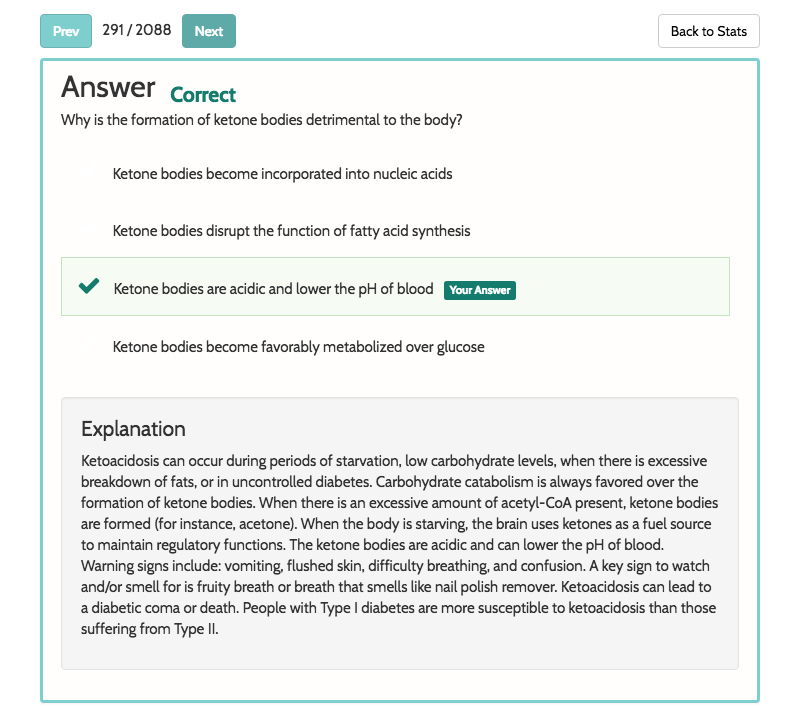 Prev 291 / 2088 Next Back to Stats
Answer Correct
Why is the formation of ketone bodies detrimental to the body?
Ketone bodies become incorporated into nucleic acids
Ketone bodies disrupt the function of fatty acid synthesis
Ketone bodies are acidic and lower the pH of blood Your Answer
Ketone bodies become favorably metabolized over glucose
Explanation
Ketoacidosis can occur during periods of starvation, low carbohydrate levels, when there is excessive
breakdown of fats, or in uncontrolled diabetes. Carbohydrate catabolism is always favored over the
formation of ketone bodies. When there is an excessive amount of acetyl-CoA present, ketone bodies
are formed (for instance, acetone). When the body is starving, the brain uses ketones as a fuel source
to maintain regulatory functions. The ketone bodies are acidic and can lower the pH of blood.
Warning signs include: vomiting, flushed skin, difficulty breathing, and confusion. A key sign to watch
and/or smell for is fruity breath or breath that smells like nail polish remover. Ketoacidosis can lead to
a diabetic coma or death. People with Type I diabetes are more susceptible to ketoacidosis than those
suffering from Type II.